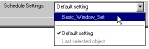 Schedule Settings: Default setting
Basic_Window_Set
✓ Default setting
Last selected object